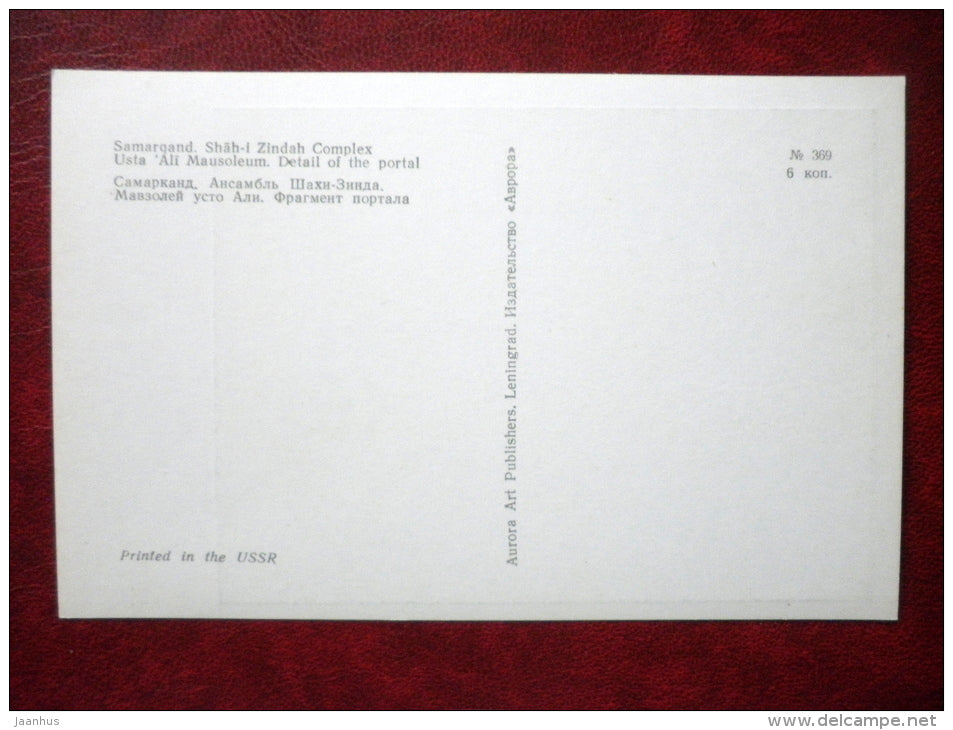 Samarqand. Shāh-i Zindah Complex
Usta ʿAlī Mausoleum. Detail of the portal
Самарканд. Ансамбль Шахи-Зинда.
Мавзолей усто Али. Фрагмент портала
Printed in the USSR
Aurora Art Publishers. Leningrad. Издательство «Аврора»
№ 369
6 коп.
jaanhus
www.delcampe.net